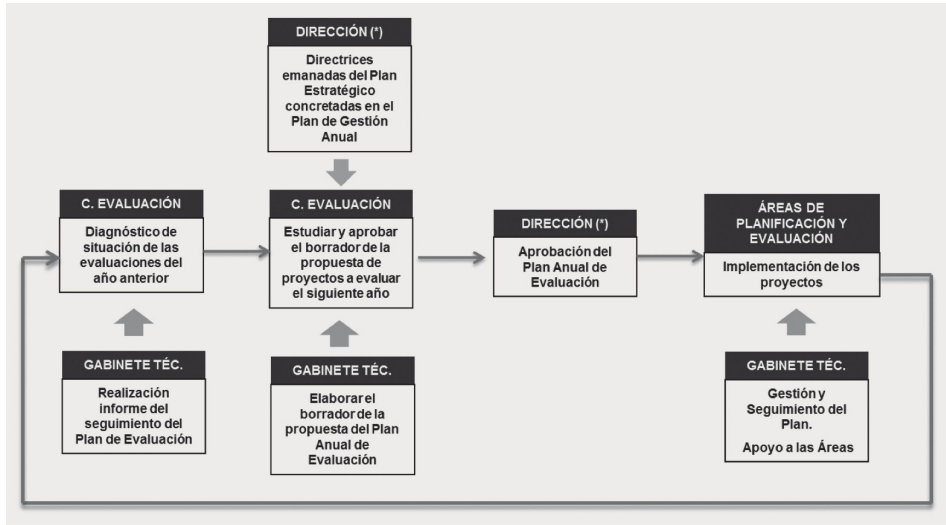 DIRECCIÓN (*)
Directrices
emanadas del Plan
Estratégico
concretadas en el
Plan de Gestión
Anual
C. EVALUACIÓN
Diagnóstico de
situación de las
evaluaciones del
año anterior
C. EVALUACIÓN
Estudiar y aprobar
el borrador de la
propuesta de
proyectos a evaluar
el siguiente año
DIRECCIÓN (*)
Aprobación del
Plan Anual de
Evaluación
ÁREAS DE
PLANIFICACIÓN Y
EVALUACIÓN
Implementación de los
proyectos
GABINETE TÉC.
Realización
informe del
seguimiento del
Plan de Evaluación
GABINETE TÉC.
Elaborar el
borrador de la
propuesta del Plan
Anual de
Evaluación
GABINETE TÉC.
Gestión y
Seguimiento del
Plan.
Apoyo a las Áreas